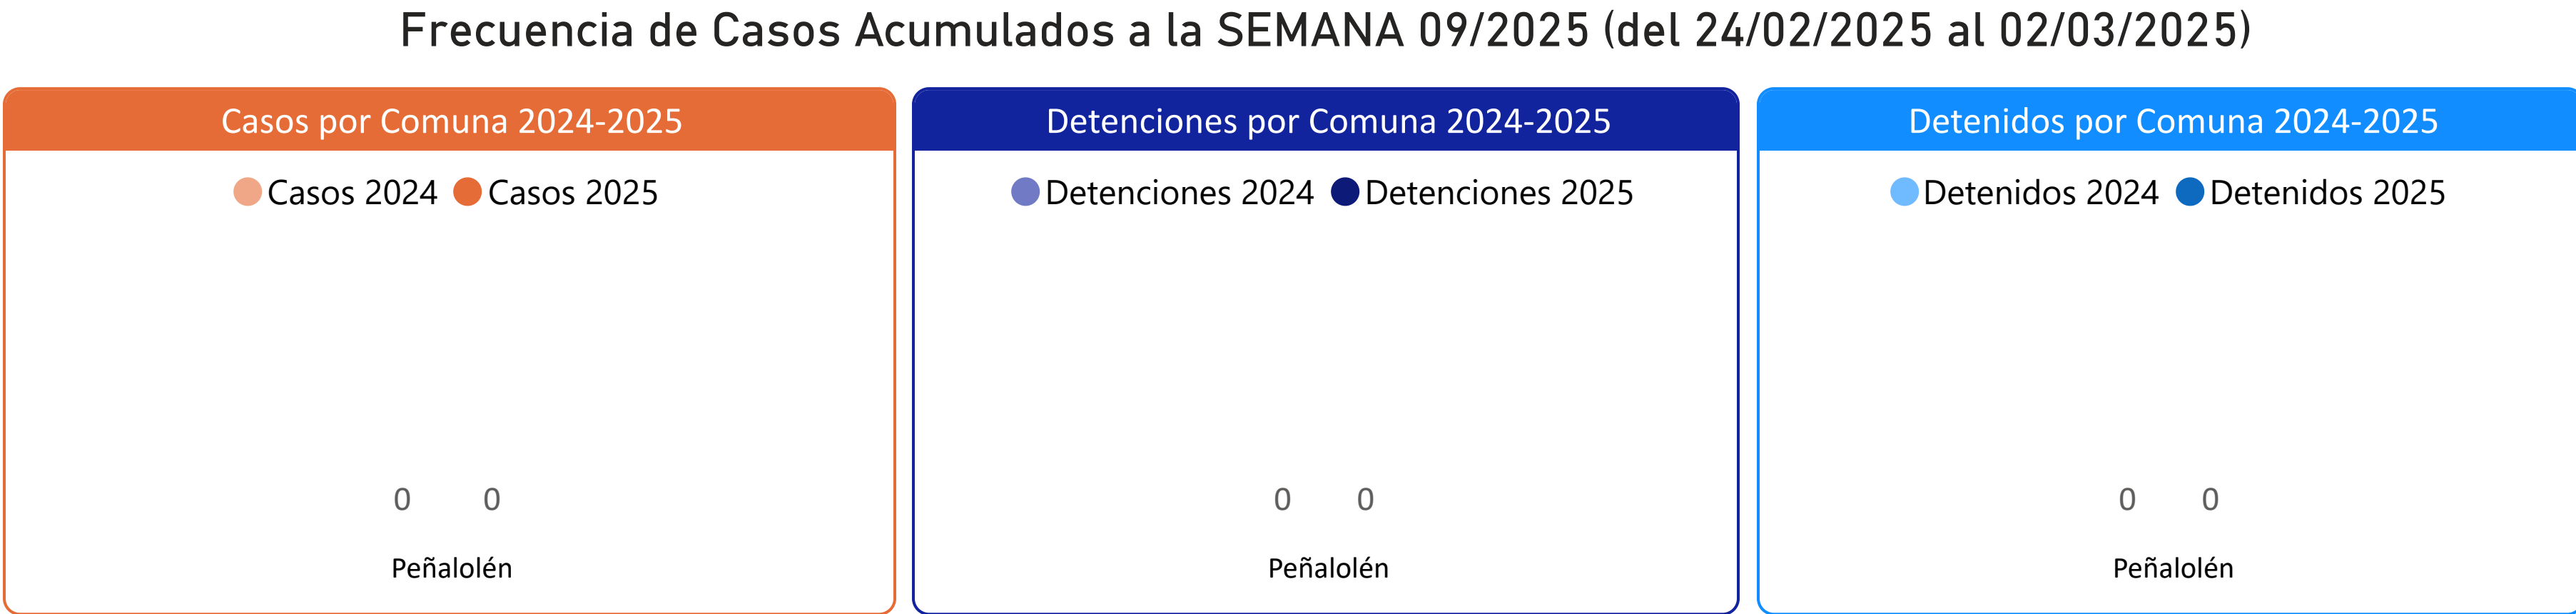 Frecuencia de Casos Acumulados a la SEMANA 09/2025 (del 24/02/2025 al 02/03/2025)
Casos por Comuna 2024-2025
Casos 2024 Casos 2025
0 0
Peñalolén
Detenciones por Comuna 2024-2025
Detenciones 2024 Detenciones 2025
0 0
Peñalolén
Detenidos por Comuna 2024-2025
Detenidos 2024 Detenidos 2025
0 0
Peñalolén